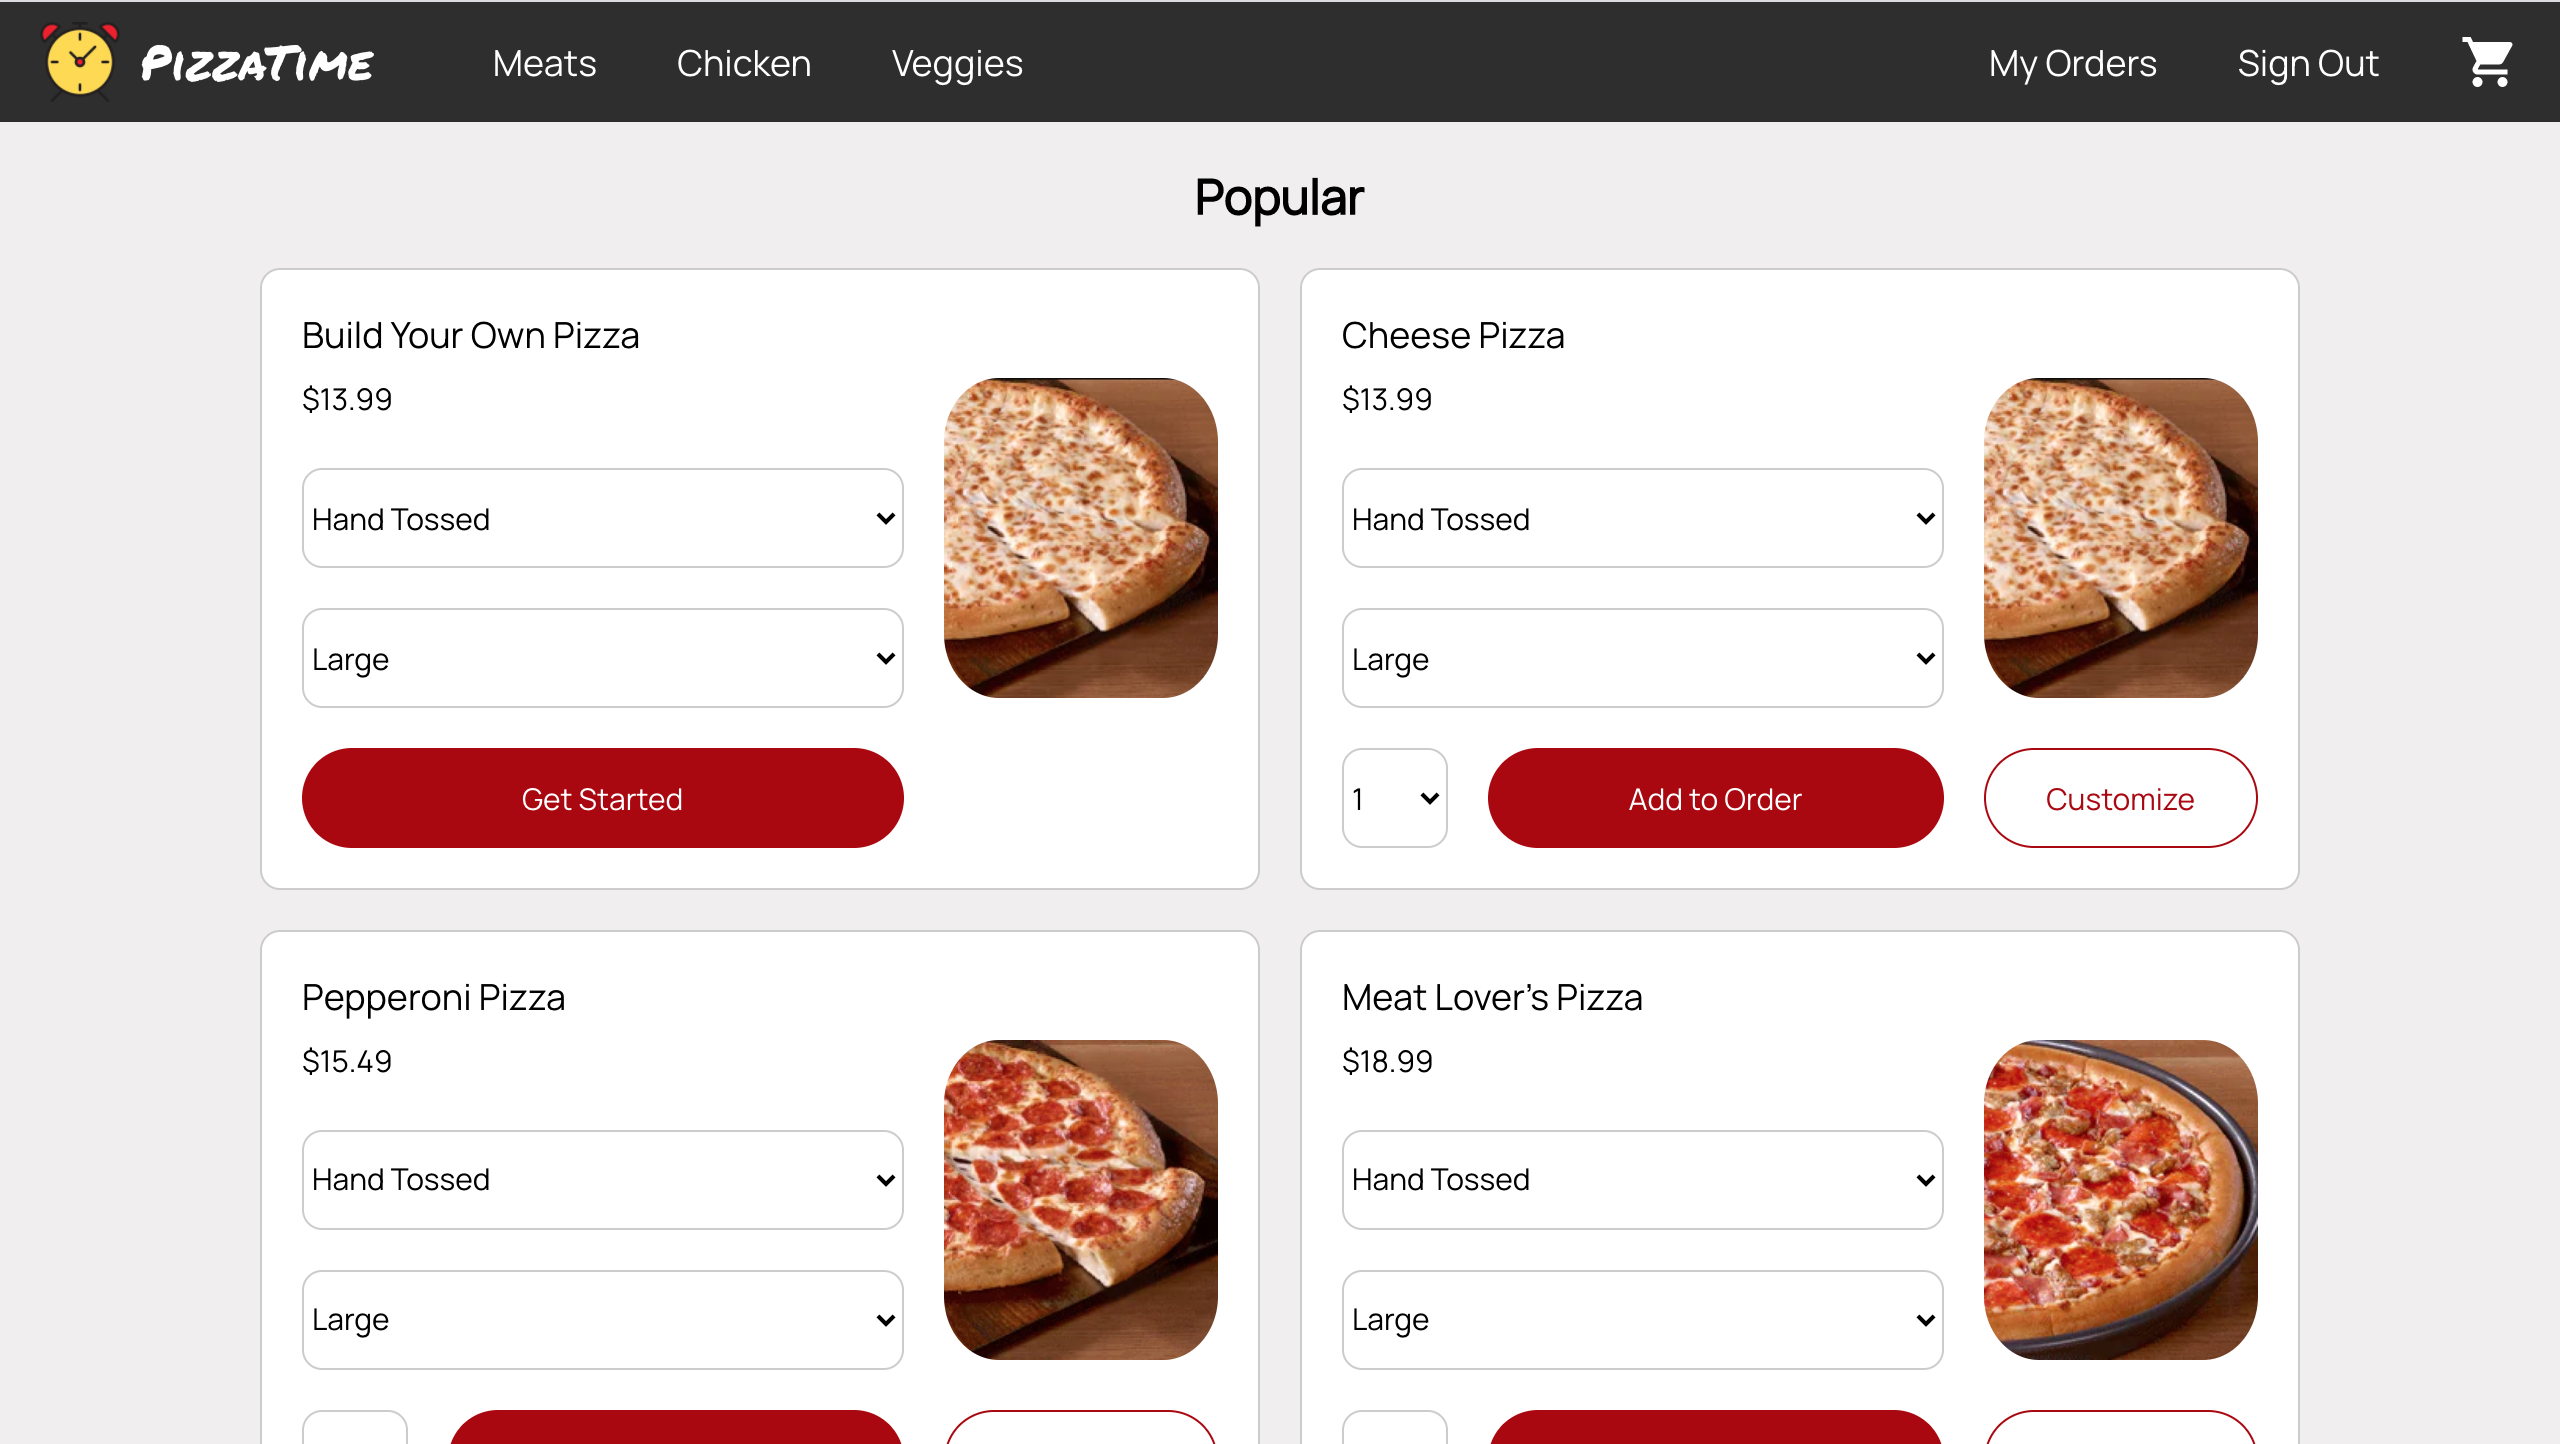 PizzaTime Meats Chicken Veggies My Orders Sign Out
Popular
Build Your Own Pizza
$13.99
Hand Tossed
Large
Get Started
Cheese Pizza
$13.99
Hand Tossed
Large
1 Add to Order Customize
Pepperoni Pizza
$15.49
Hand Tossed
Large
Meat Lover's Pizza
$18.99
Hand Tossed
Large